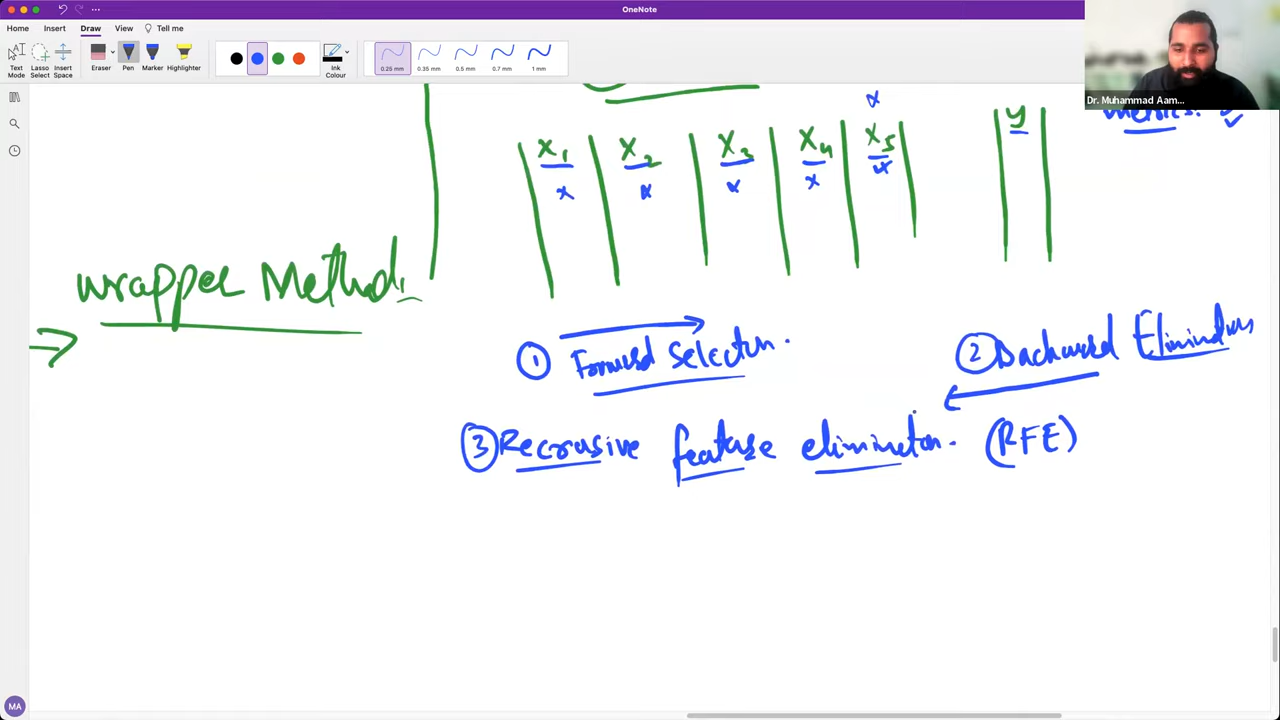 OneNote
Home Insert Draw View Tell me
Text Mode Lasso Select Insert Space Eraser Pen Marker Highlighter Ink Colour 0.25 mm 0.35 mm 0.5 mm 0.7 mm 1 mm
Dr. Muhammad Aam...
metrics.
X1 X2 X3 X4 X5 y
x x x x x
Wrapper Method:
① Forward Selection. ② Backward Elimination
③ Recrusive feature elimination. (RFE)
MA